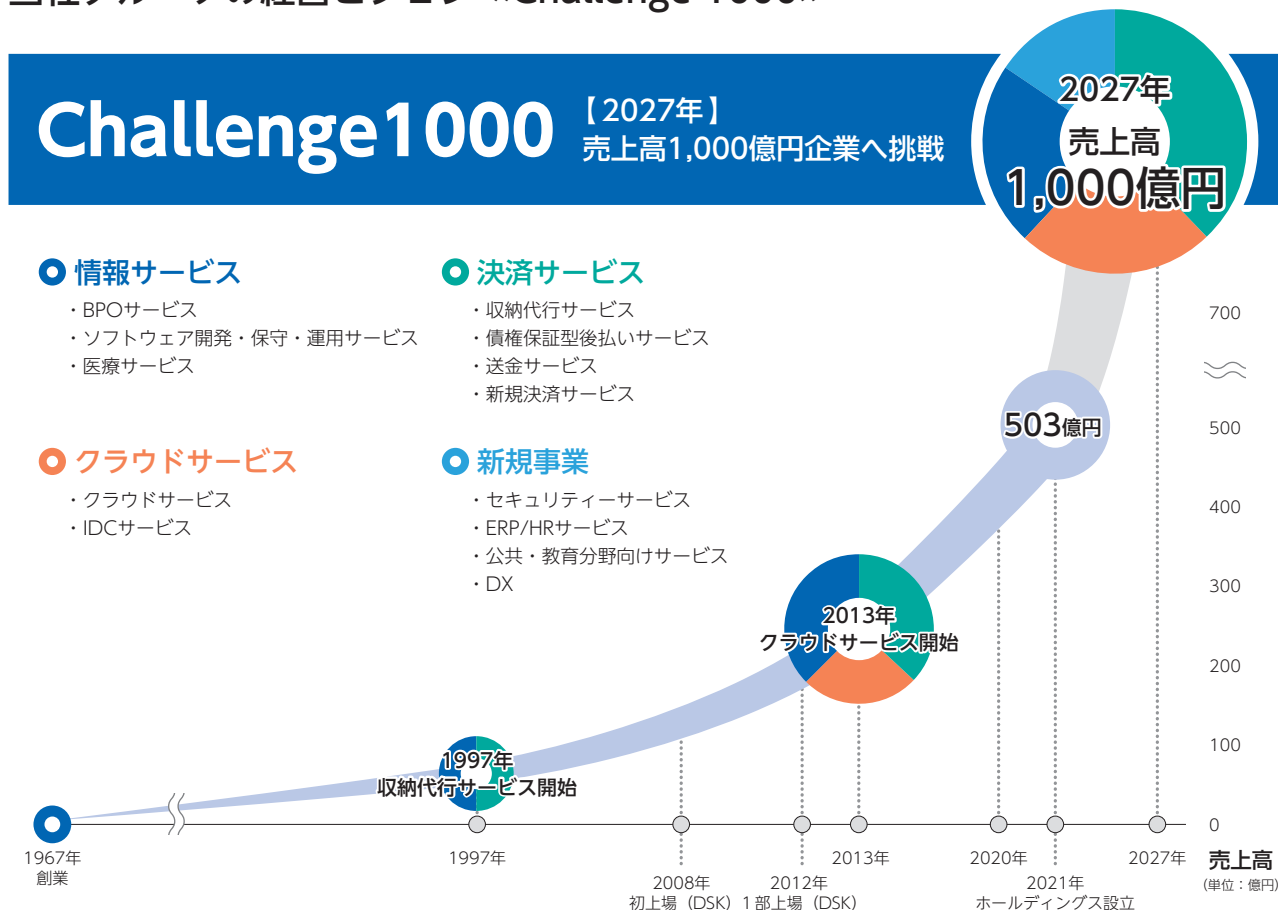 Challenge1000
【2027年】
売上高1,000億円企業へ挑戦
2027年
売上高
1,000億円
情報サービス
・BPOサービス
・ソフトウェア開発・保守・運用サービス
・医療サービス
決済サービス
・収納代行サービス
・債権保証型後払いサービス
・送金サービス
・新規決済サービス
クラウドサービス
・クラウドサービス
・IDCサービス
新規事業
・セキュリティーサービス
・ERP/HRサービス
・公共・教育分野向けサービス
・DX
503億円
2013年
クラウドサービス開始
1997年
収納代行サービス開始
700
500
400
300
200
100
0
売上高
(単位：億円)
1967年
創業
1997年
2008年
初上場（DSK）
2012年
1部上場（DSK）
2013年
2020年
2021年
ホールディングス設立
2027年